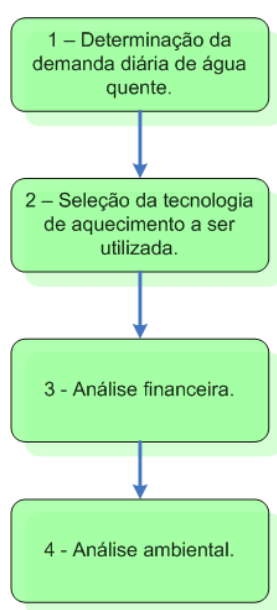 1 – Determinação da
demanda diária de água
quente.
2 – Seleção da tecnologia
de aquecimento a ser
utilizada.
3 - Análise financeira.
4 - Análise ambiental.